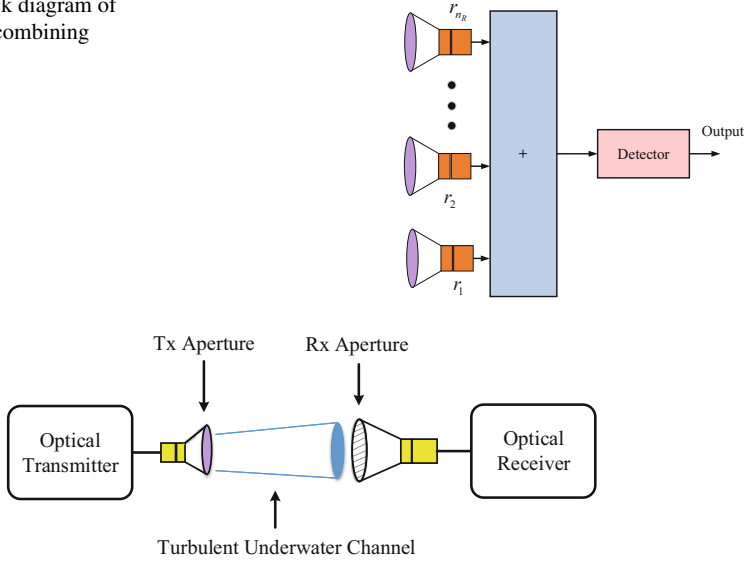 k diagram of
combining
r_{n_R}
Output
+
Detector
r_2
r_1
Tx Aperture
Rx Aperture
Optical
Transmitter
Optical
Receiver
Turbulent Underwater Channel